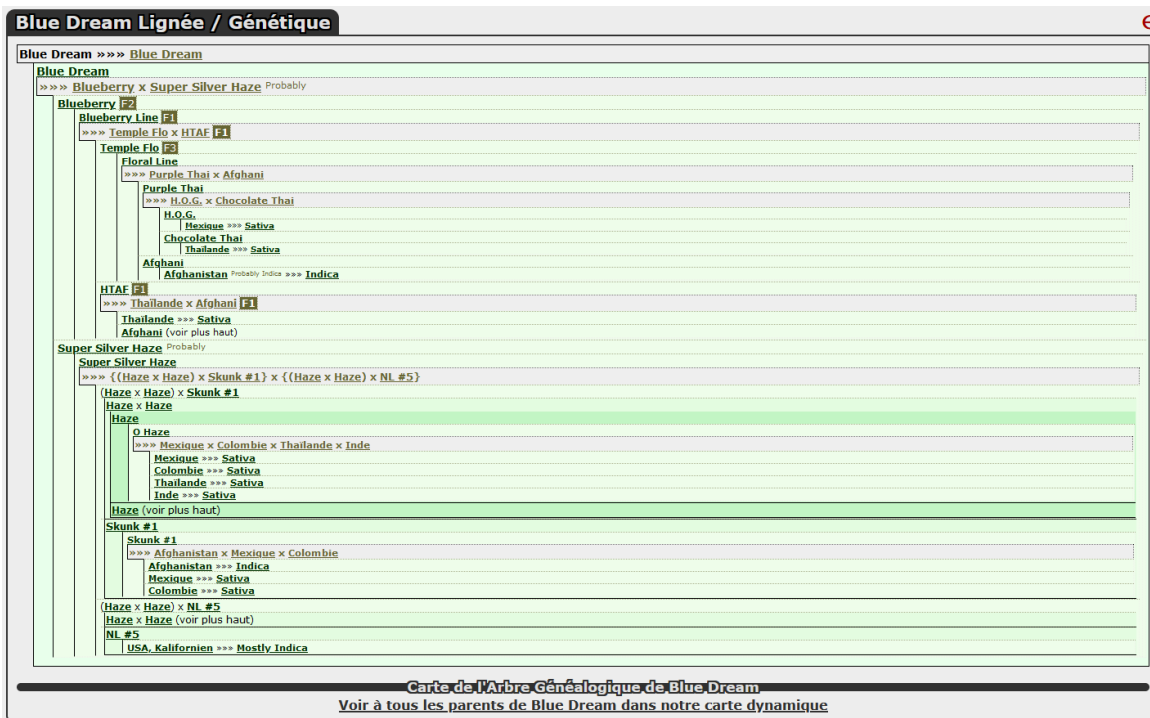 Blue Dream Lignée / Génétique
Blue Dream »»» Blue Dream
Blue Dream
»»» Blueberry x Super Silver Haze Probably
Blueberry F2
Blueberry Line F1
»»» Temple Flo x HTAF F1
Temple Flo F3
Floral Line
»»» Purple Thai x Afghani
Purple Thai
»»» H.O.G. x Chocolate Thai
H.O.G.
Mexique »»» Sativa
Chocolate Thai
Thaïlande »»» Sativa
Afghani
Afghanistan Probably Indica »»» Indica
HTAF F1
»»» Thaïlande x Afghani F1
Thaïlande »»» Sativa
Afghani (voir plus haut)
Super Silver Haze Probably
Super Silver Haze
»»» {(Haze x Haze) x Skunk #1} x {(Haze x Haze) x NL #5}
(Haze x Haze) x Skunk #1
Haze x Haze
Haze
O Haze
»»» Mexique x Colombie x Thaïlande x Inde
Mexique »»» Sativa
Colombie »»» Sativa
Thaïlande »»» Sativa
Inde »»» Sativa
Haze (voir plus haut)
Skunk #1
Skunk #1
»»» Afghanistan x Mexique x Colombie
Afghanistan »»» Indica
Mexique »»» Sativa
Colombie »»» Sativa
(Haze x Haze) x NL #5
Haze x Haze (voir plus haut)
NL #5
USA, Kalifornien »»» Mostly Indica
Carte de l'Arbre Généalogique de Blue Dream
Voir à tous les parents de Blue Dream dans notre carte dynamique